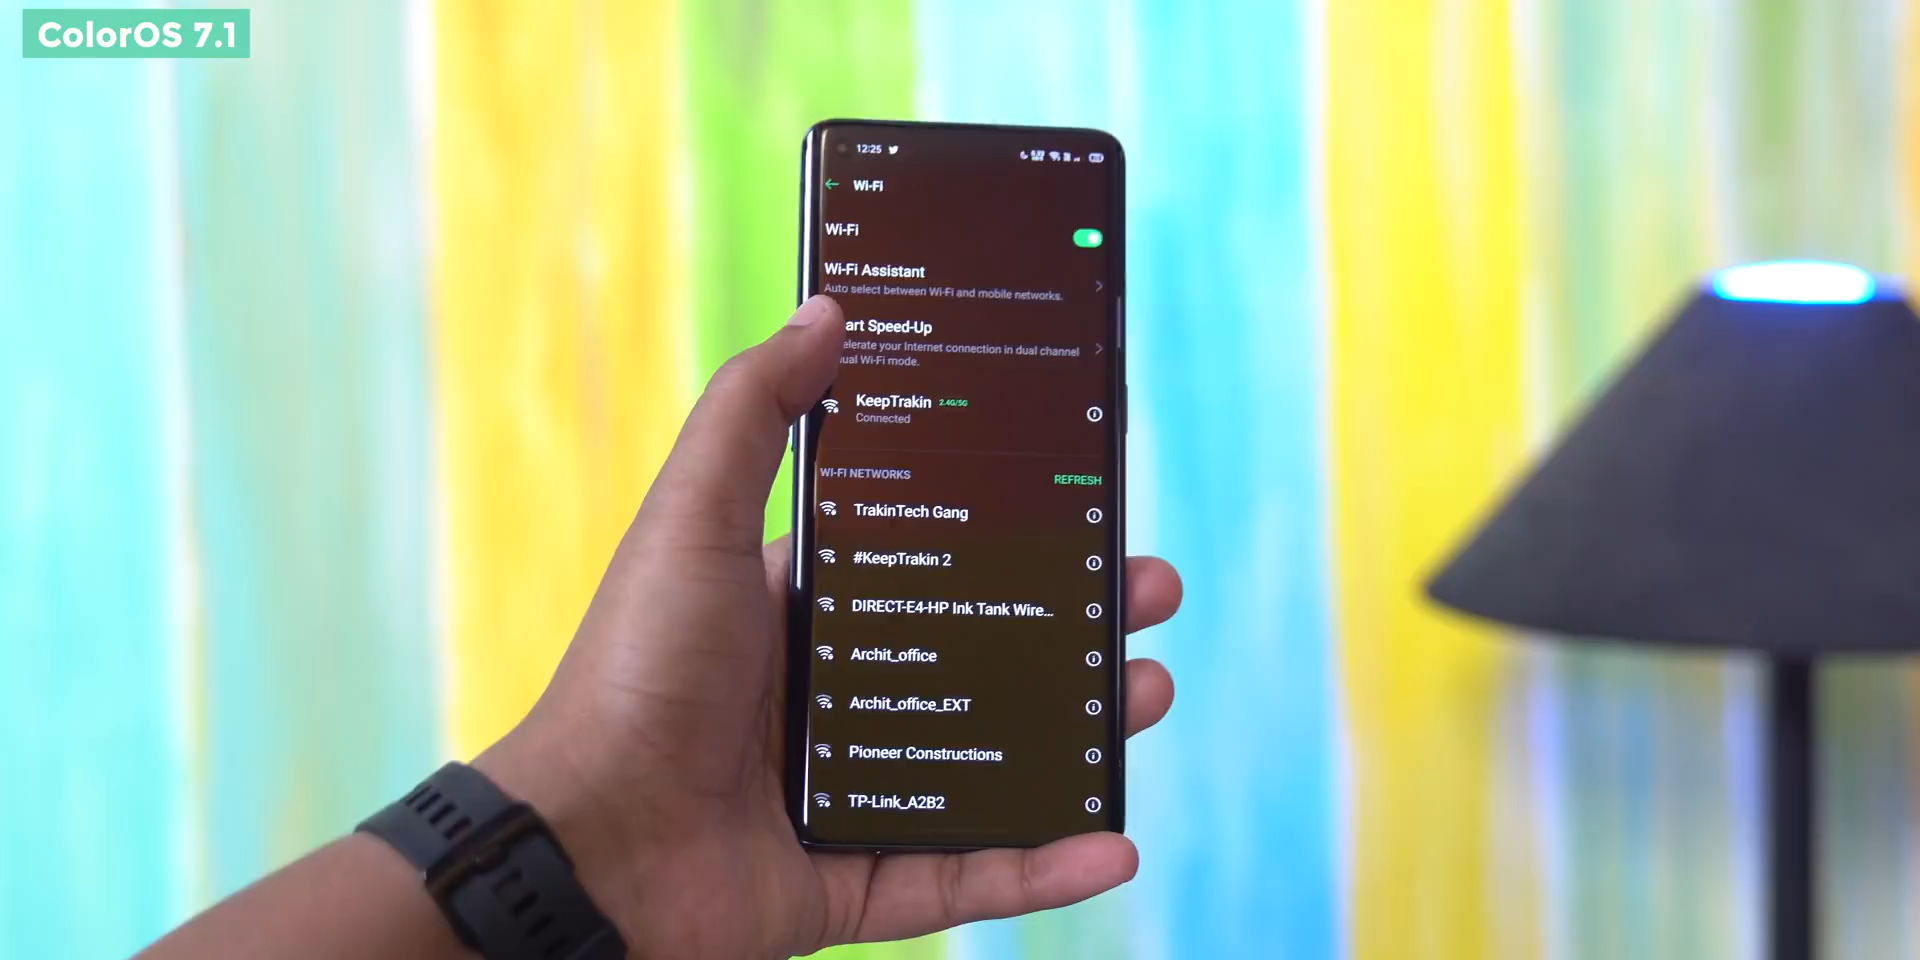 ColorOS 7.1
12:25
Wi-Fi
Wi-Fi
Wi-Fi Assistant
Auto select between Wi-Fi and mobile networks.
art Speed-Up
elerate your Internet connection in dual channel
ual Wi-Fi mode.
KeepTrakin 2.4G/5G
Connected
WI-FI NETWORKS REFRESH
TrakinTech Gang
#KeepTrakin 2
DIRECT-E4-HP Ink Tank Wire...
Archit_office
Archit_office_EXT
Pioneer Constructions
TP-Link_A2B2